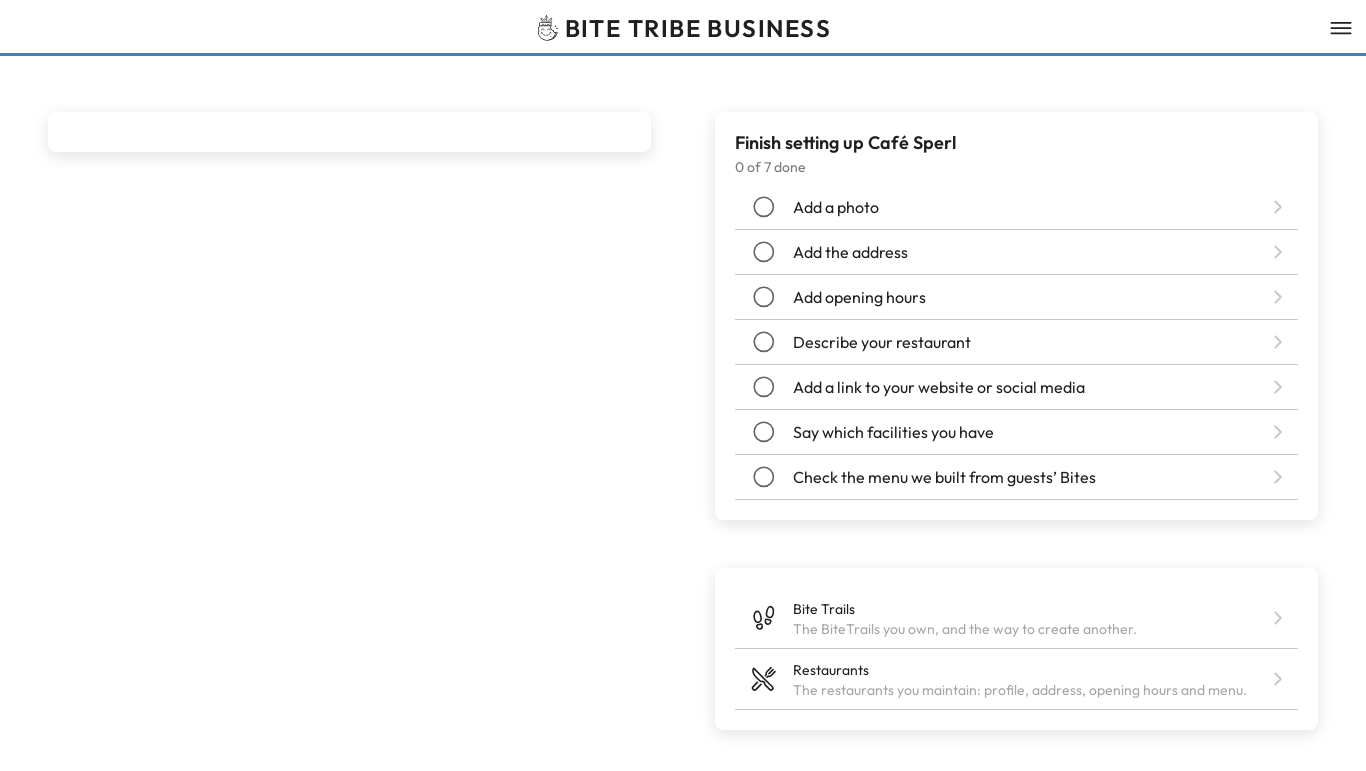 BITE TRIBE BUSINESS
Finish setting up Café Sperl
0 of 7 done
Add a photo
Add the address
Add opening hours
Describe your restaurant
Add a link to your website or social media
Say which facilities you have
Check the menu we built from guests’ Bites
Bite Trails
The BiteTrails you own, and the way to create another.
Restaurants
The restaurants you maintain: profile, address, opening hours and menu.